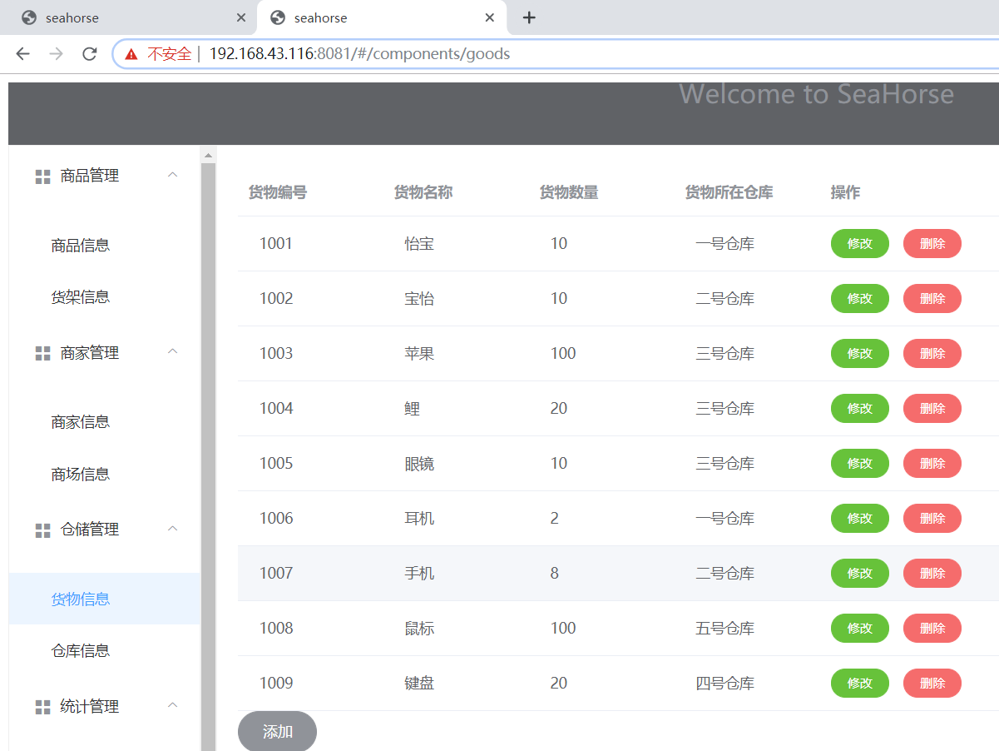 seahorse
seahorse
不安全 | 192.168.43.116:8081/#/components/goods
Welcome to SeaHorse
商品管理
商品信息
货架信息
商家管理
商家信息
商场信息
仓储管理
货物信息
仓库信息
统计管理
货物编号 货物名称 货物数量 货物所在仓库 操作
1001 怡宝 10 一号仓库 修改 删除
1002 宝怡 10 二号仓库 修改 删除
1003 苹果 100 三号仓库 修改 删除
1004 鲤 20 三号仓库 修改 删除
1005 眼镜 10 三号仓库 修改 删除
1006 耳机 2 一号仓库 修改 删除
1007 手机 8 二号仓库 修改 删除
1008 鼠标 100 五号仓库 修改 删除
1009 键盘 20 四号仓库 修改 删除
添加